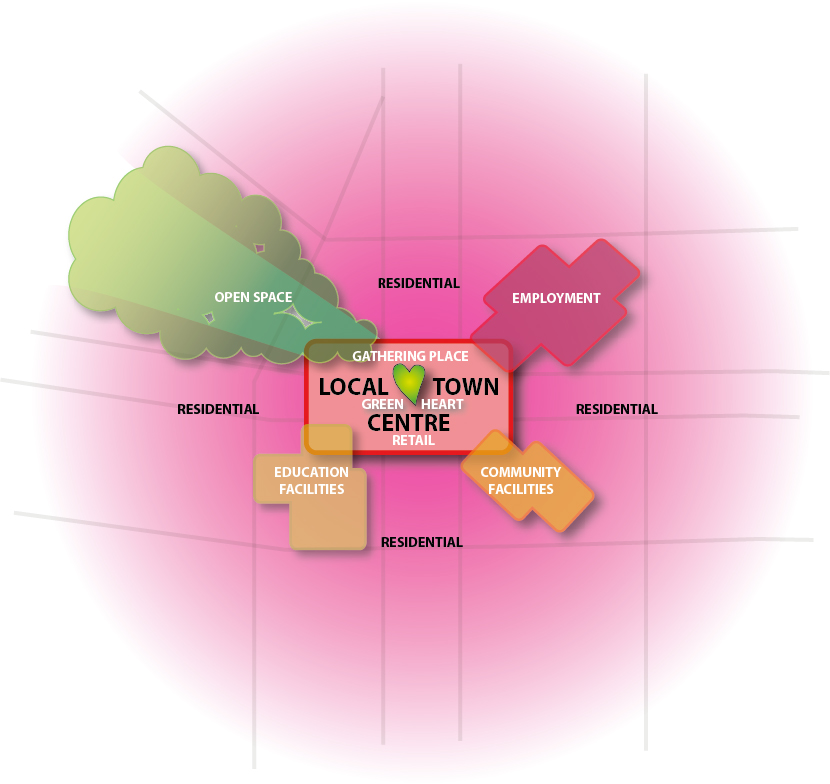 RESIDENTIAL
OPEN SPACE
EMPLOYMENT
GATHERING PLACE
LOCAL TOWN
GREEN HEART
CENTRE
RETAIL
RESIDENTIAL
RESIDENTIAL
EDUCATION
FACILITIES
COMMUNITY
FACILITIES
RESIDENTIAL